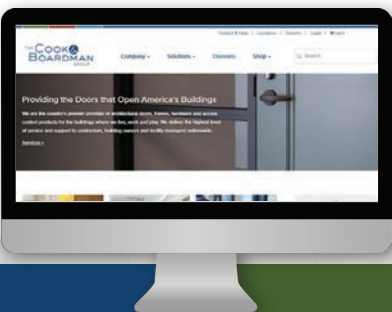 Contact & Help | Locations | Careers | Login | Cart
THE COOK & BOARDMAN GROUP
Company Solutions Divisions Shop Search
Providing the Doors that Open America's Buildings
We are the country's premier provider of architectural doors, frames, hardware and access
control products for the buildings where we live, work and play. We deliver the highest level
of service and support to contractors, building owners and facility managers nationwide.
Services >